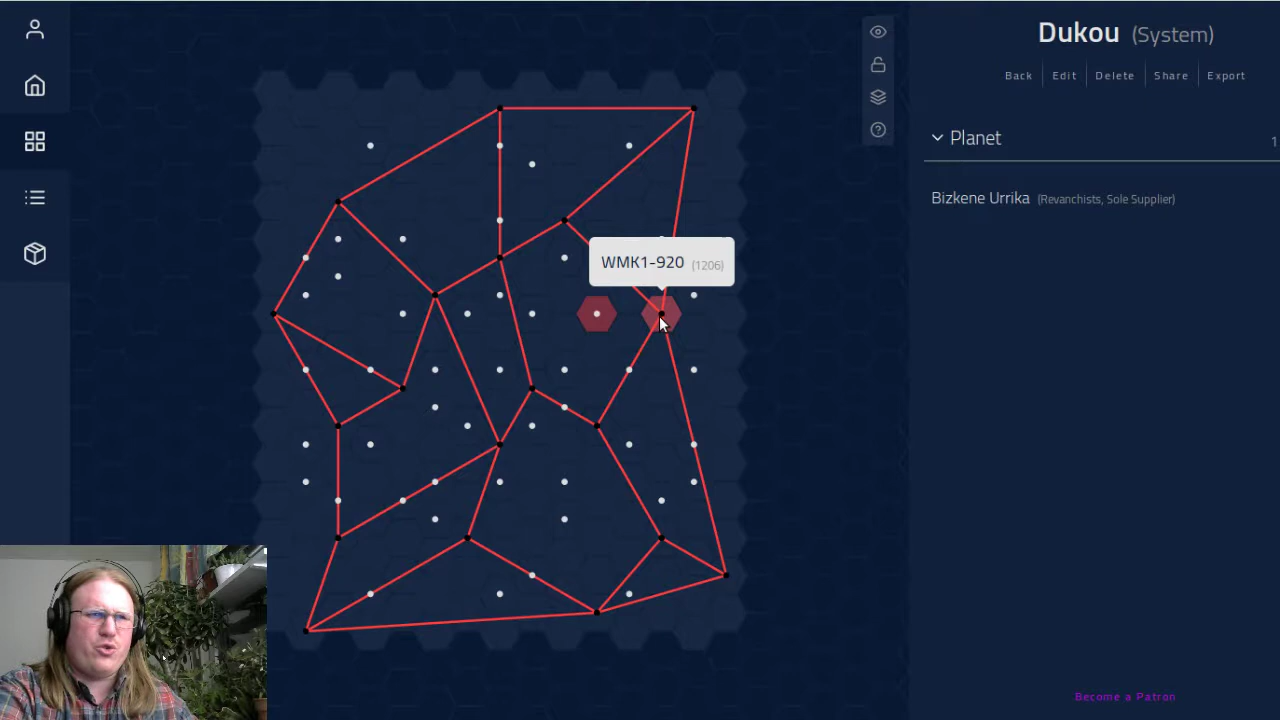 Dukou (System)
Back Edit Delete Share Export
Planet 1
Bizkene Urrika (Revanchists, Sole Supplier)
WMK1-920 (1206)
Become a Patron